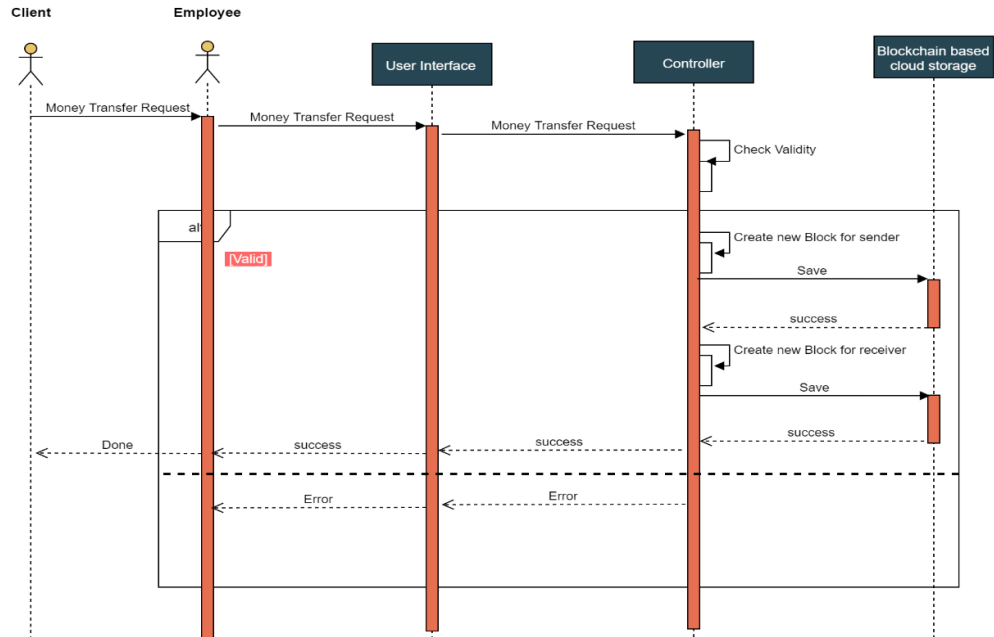 Client
Employee
User Interface
Controller
Blockchain based
cloud storage
Money Transfer Request
Money Transfer Request
Money Transfer Request
Check Validity
alt
[Valid]
Create new Block for sender
Save
success
Create new Block for receiver
Save
success
success
success
Done
Error
Error